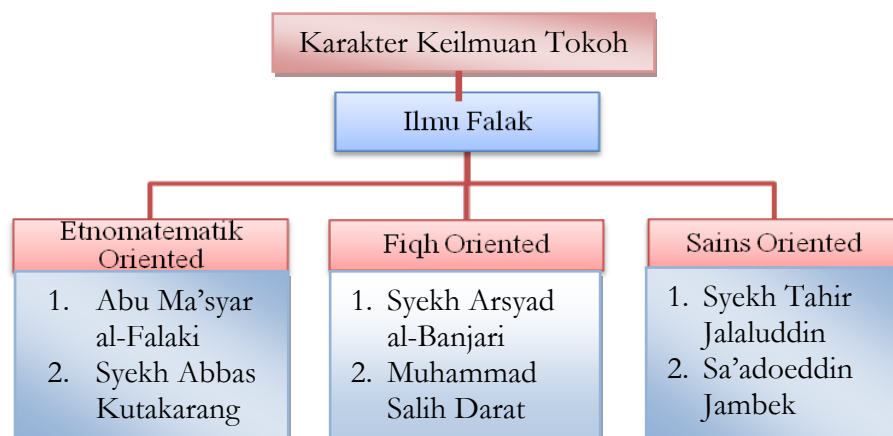 Karakter Keilmuan Tokoh
Ilmu Falak
Etnomatematik
Oriented
1. Abu Ma'syar
al-Falaki
2. Syekh Abbas
Kutakarang
Fiqh Oriented
1. Syekh Arsyad
al-Banjari
2. Muhammad
Salih Darat
Sains Oriented
1. Syekh Tahir
Jalaluddin
2. Sa'adoeddin
Jambek